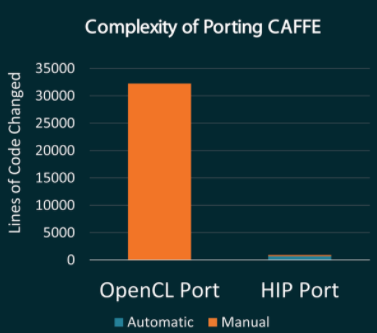 Complexity of Porting CAFFE
Lines of Code Changed
35000
30000
25000
20000
15000
10000
5000
0
OpenCL Port HIP Port
Automatic Manual